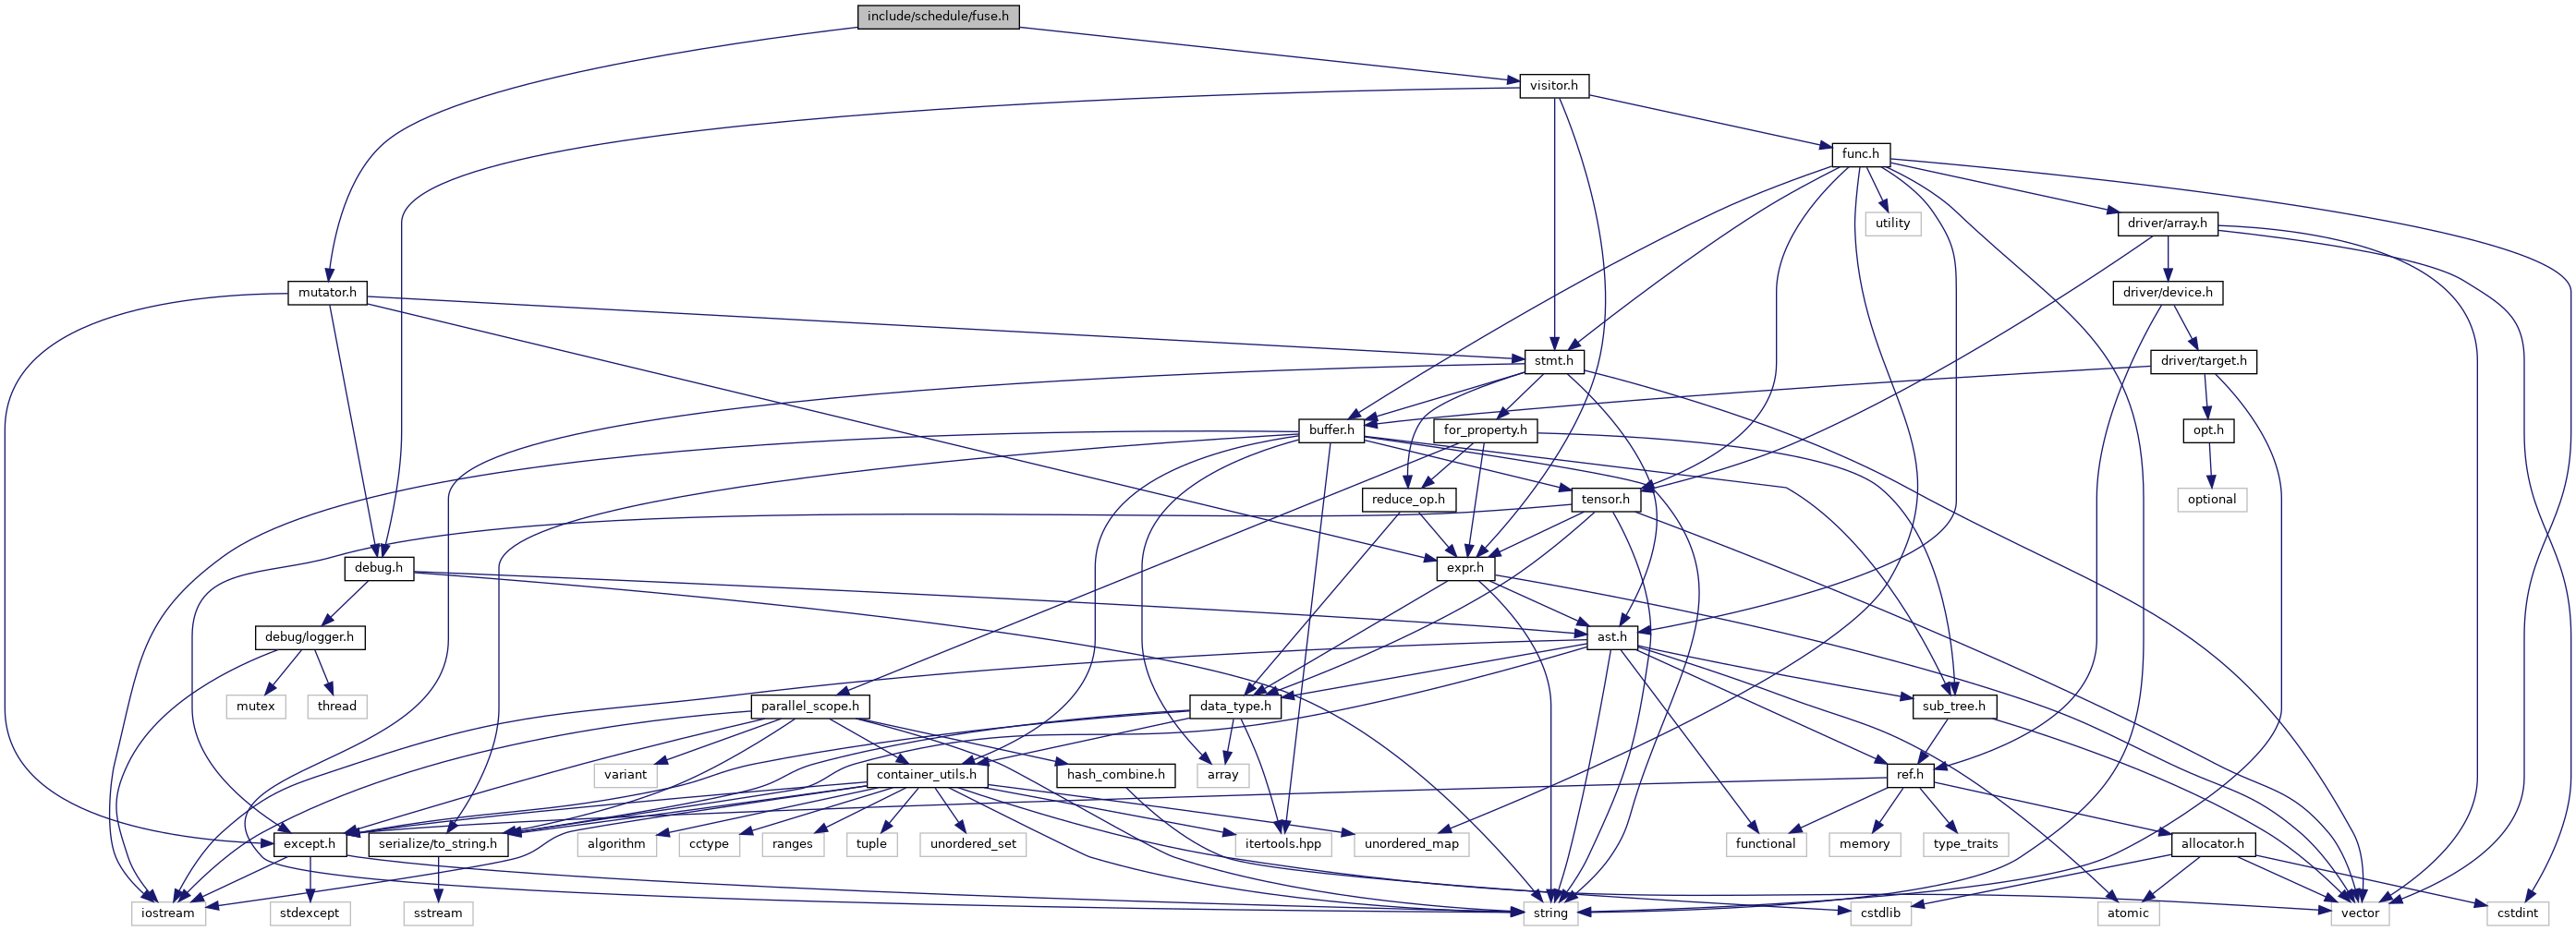 include/schedule/fuse.h
visitor.h
func.h
utility
driver/array.h
mutator.h
driver/device.h
stmt.h
driver/target.h
buffer.h
for_property.h
opt.h
reduce_op.h
tensor.h
optional
debug.h
expr.h
debug/logger.h
ast.h
mutex
thread
parallel_scope.h
data_type.h
sub_tree.h
variant
container_utils.h
hash_combine.h
array
ref.h
except.h
serialize/to_string.h
algorithm
cctype
ranges
tuple
unordered_set
itertools.hpp
unordered_map
functional
memory
type_traits
allocator.h
iostream
stdexcept
sstream
string
cstdlib
atomic
vector
cstdint